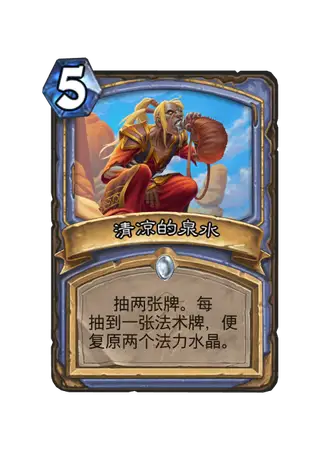 5
清凉的泉水
抽两张牌。每
抽到一张法术牌，便
复原两个法力水晶。